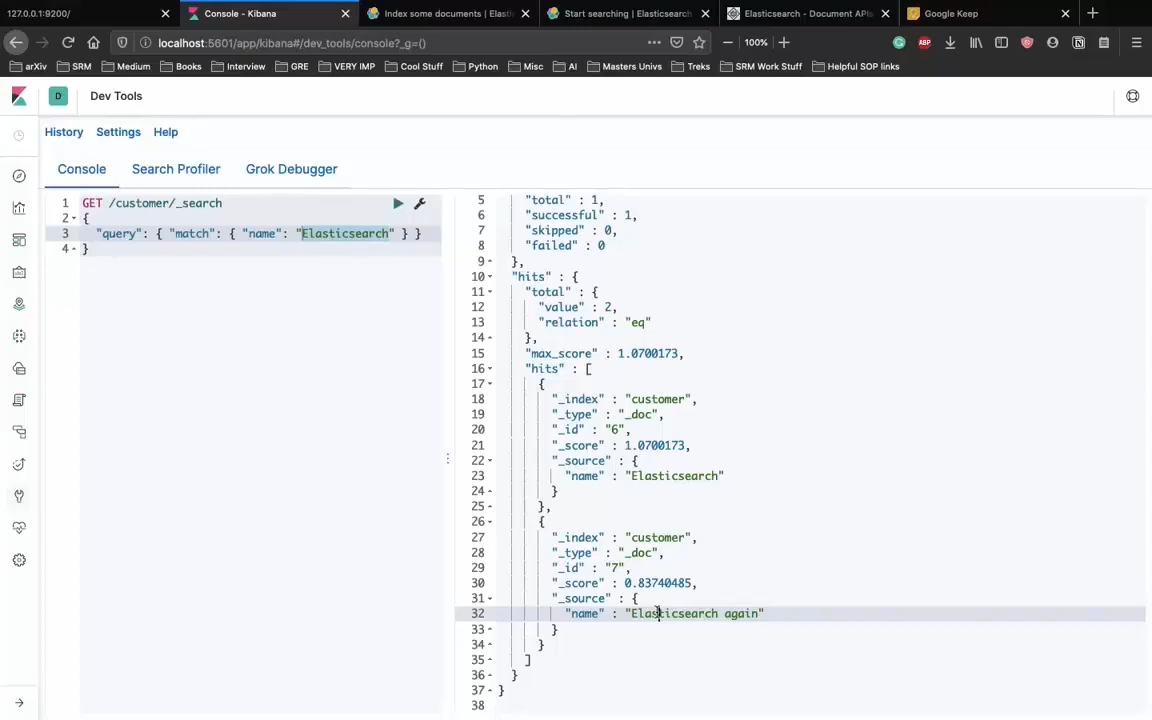 127.0.0.1:9200/
Console - Kibana
Index some documents | Elasti
Start searching | Elasticsearch
Elasticsearch - Document APIs
Google Keep
localhost:5601/app/kibana#/dev_tools/console?_g=()
100%
ABP
arXiv
SRM
Medium
Books
Interview
GRE
VERY IMP
Cool Stuff
Python
Misc
AI
Masters Univs
Treks
SRM Work Stuff
Helpful SOP links
D
Dev Tools
History
Settings
Help
Console
Search Profiler
Grok Debugger
1 GET /customer/_search
2 {
3 "query": { "match": { "name": "Elasticsearch" } }
4 }
5 "total" : 1,
6 "successful" : 1,
7 "skipped" : 0,
8 "failed" : 0
9 },
10 "hits" : {
11 "total" : {
12 "value" : 2,
13 "relation" : "eq"
14 },
15 "max_score" : 1.0700173,
16 "hits" : [
17 {
18 "_index" : "customer",
19 "_type" : "_doc",
20 "_id" : "6",
21 "_score" : 1.0700173,
22 "_source" : {
23 "name" : "Elasticsearch"
24 }
25 },
26 {
27 "_index" : "customer",
28 "_type" : "_doc",
29 "_id" : "7",
30 "_score" : 0.83740485,
31 "_source" : {
32 "name" : "Elasticsearch again"
33 }
34 }
35 ]
36 }
37 }
38